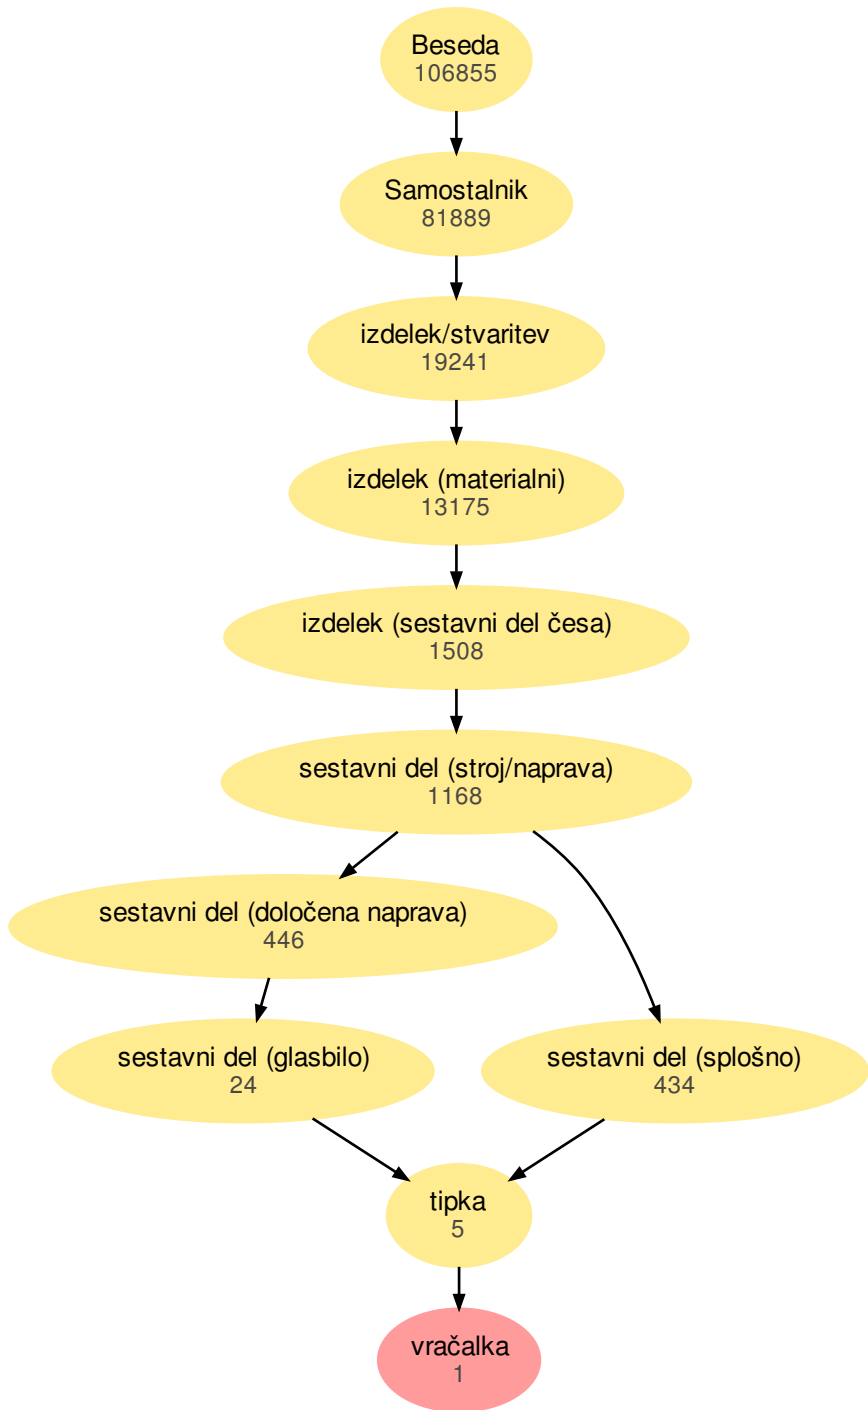 Beseda
106855
Samostalnik
81889
izdelek/stvaritev
19241
izdelek (materialni)
13175
izdelek (sestavni del česa)
1508
sestavni del (stroj/naprava)
1168
sestavni del (določena naprava)
446
sestavni del (glasbilo)
24
sestavni del (splošno)
434
tipka
5
vračalka
1